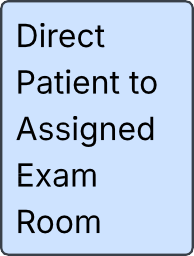 Direct
Patient to
Assigned
Exam
Room